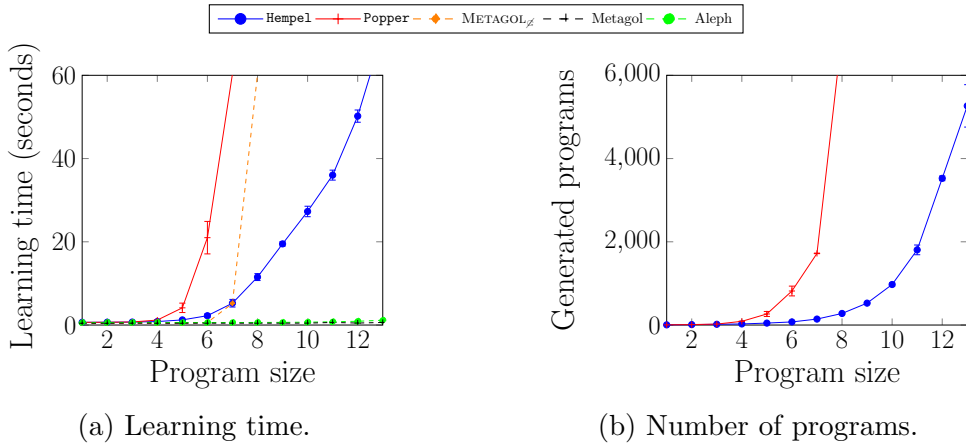 Hempel Popper METAGOL≠ Metagol Aleph
60
40
20
0
2 4 6 8 10 12
Learning time (seconds)
Program size
(a) Learning time.
6,000
4,000
2,000
0
2 4 6 8 10 12
Generated programs
Program size
(b) Number of programs.